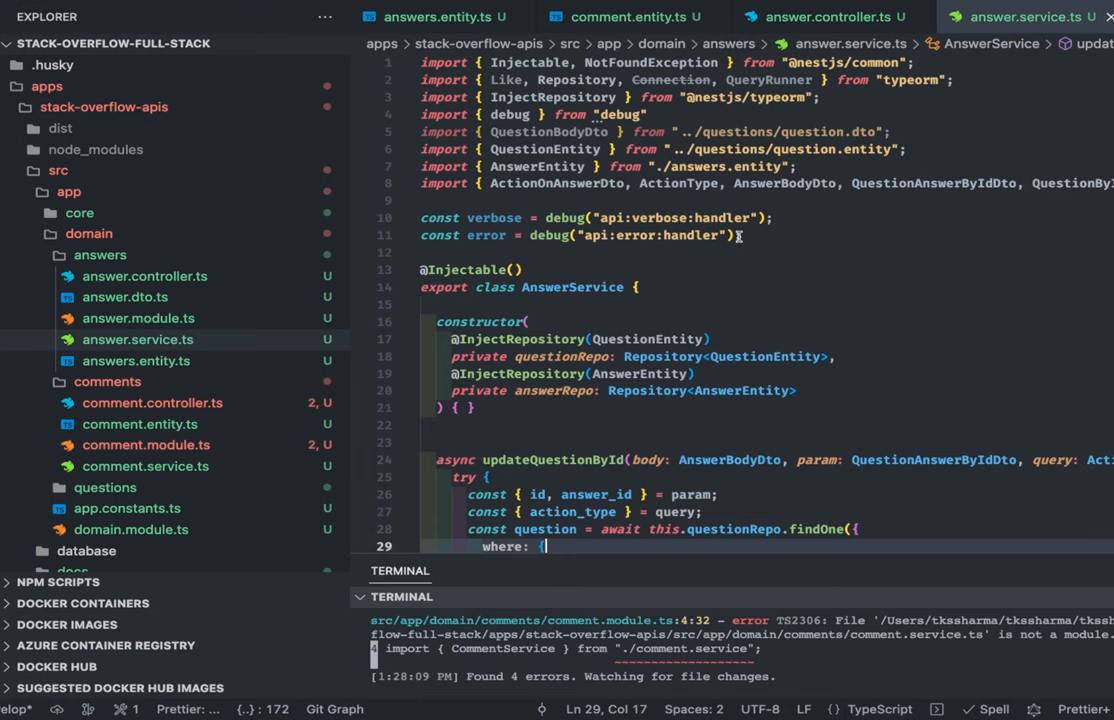 EXPLORER
STACK-OVERFLOW-FULL-STACK
.husky
apps
stack-overflow-apis
dist
node_modules
src
app
core
domain
answers
answer.controller.ts U
answer.dto.ts U
answer.module.ts U
answer.service.ts U
answers.entity.ts U
comments
comment.controller.ts 2, U
comment.entity.ts U
comment.module.ts 2, U
comment.service.ts U
questions
app.constants.ts U
domain.module.ts U
database
docs
NPM SCRIPTS
DOCKER CONTAINERS
DOCKER IMAGES
AZURE CONTAINER REGISTRY
DOCKER HUB
SUGGESTED DOCKER HUB IMAGES
answers.entity.ts U
comment.entity.ts U
answer.controller.ts U
answer.service.ts U
apps > stack-overflow-apis > src > app > domain > answers > answer.service.ts > AnswerService > updat
1 import { Injectable, NotFoundException } from "@nestjs/common";
2 import { Like, Repository, Connection, QueryRunner } from "typeorm";
3 import { InjectRepository } from "@nestjs/typeorm";
4 import { debug } from "debug"
5 import { QuestionBodyDto } from "../questions/question.dto";
6 import { QuestionEntity } from "../questions/question.entity";
7 import { AnswerEntity } from "./answers.entity";
8 import { ActionOnAnswerDto, ActionType, AnswerBodyDto, QuestionAnswerByIdDto, QuestionByI
9
10 const verbose = debug("api:verbose:handler");
11 const error = debug("api:error:handler");
12
13 @Injectable()
14 export class AnswerService {
15
16 constructor(
17 @InjectRepository(QuestionEntity)
18 private questionRepo: Repository<QuestionEntity>,
19 @InjectRepository(AnswerEntity)
20 private answerRepo: Repository<AnswerEntity>
21 ) { }
22
23
24 async updateQuestionById(body: AnswerBodyDto, param: QuestionAnswerByIdDto, query: Acti
25 try {
26 const { id, answer_id } = param;
27 const { action_type } = query;
28 const question = await this.questionRepo.findOne({
29 where: {
TERMINAL
TERMINAL
src/app/domain/comments/comment.module.ts:4:32 - error TS2306: File '/Users/tkssharma/tkssh
flow-full-stack/apps/stack-overflow-apis/src/app/domain/comments/comment.service.ts' is not a module.
4 import { CommentService } from "./comment.service";
[1:28:09 PM] Found 4 errors. Watching for file changes.
velop* 1 Prettier: ... {..} : 172 Git Graph Ln 29, Col 17 Spaces: 2 UTF-8 LF TypeScript Spell Prettier+